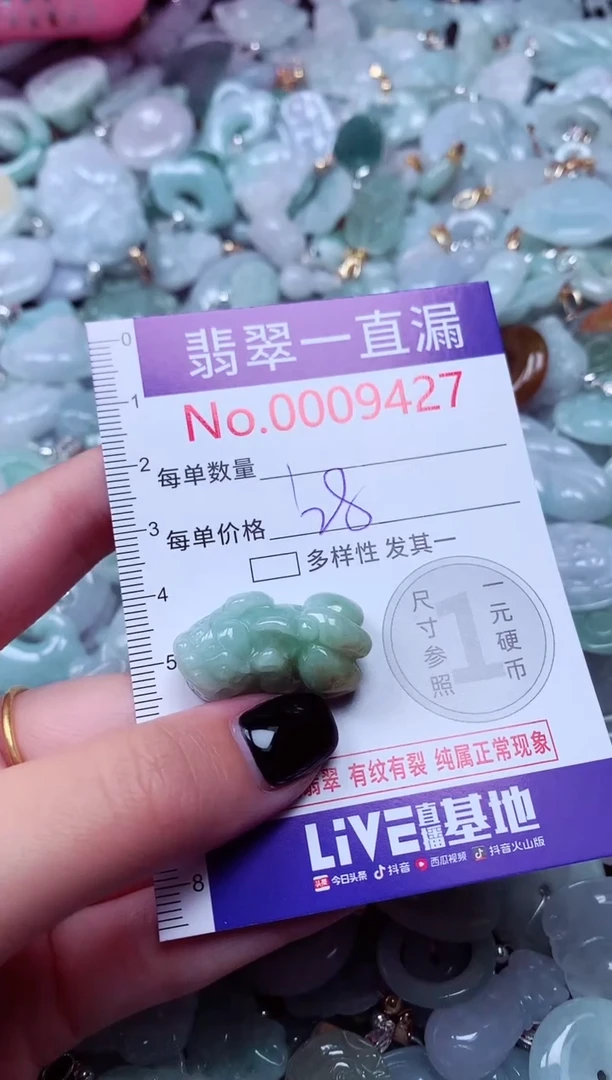 翡翠一直漏
No.0009427
每单数量 1
每单价格 28
多样性 发其一
尺寸参照
1
一元硬币
翡翠 有纹有裂 纯属正常现象
LiVE直播基地
头条 今日头条 抖音 西瓜视频 抖音火山版
0
1
2
3
4
5
8